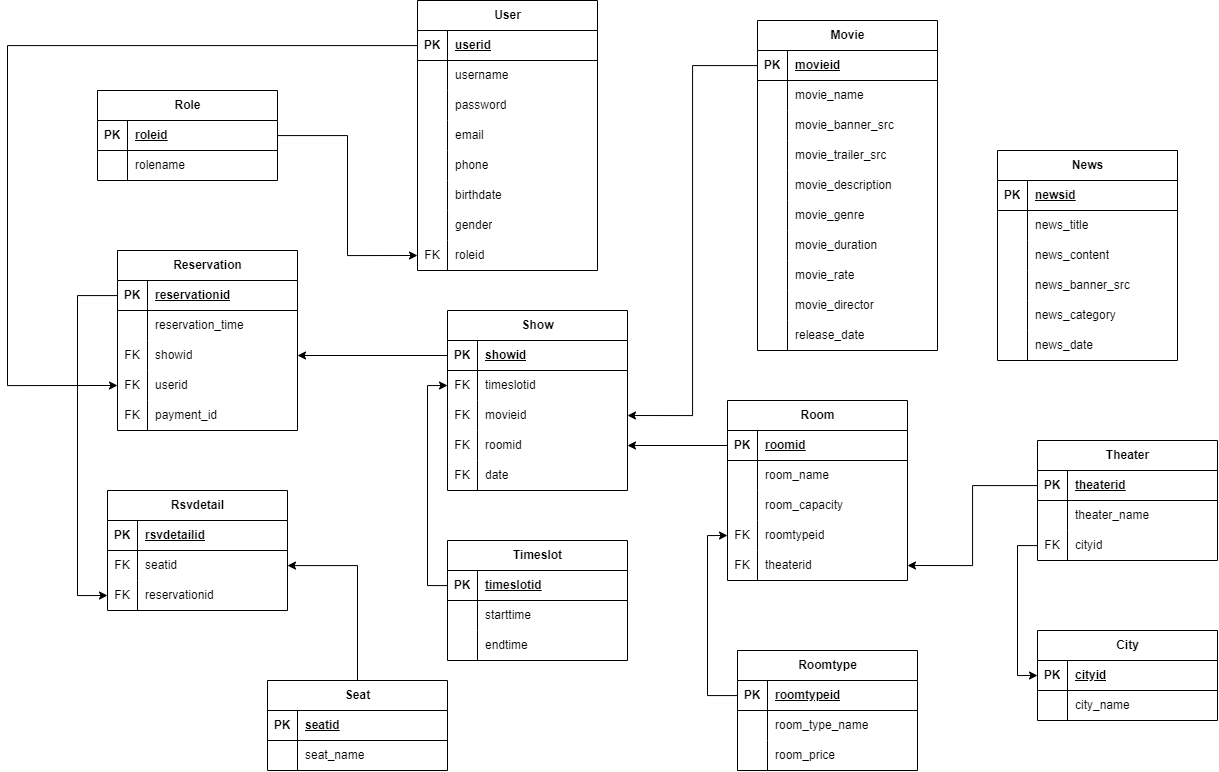 User
PK userid
username
password
email
phone
birthdate
gender
FK roleid
Movie
PK movieid
movie_name
movie_banner_src
movie_trailer_src
movie_description
movie_genre
movie_duration
movie_rate
movie_director
release_date
Role
PK roleid
rolename
News
PK newsid
news_title
news_content
news_banner_src
news_category
news_date
Reservation
PK reservationid
reservation_time
FK showid
FK userid
FK payment_id
Show
PK showid
FK timeslotid
FK movieid
FK roomid
FK date
Room
PK roomid
room_name
room_capacity
FK roomtypeid
FK theaterid
Theater
PK theaterid
theater_name
FK cityid
Rsvdetail
PK rsvdetailid
FK seatid
FK reservationid
Timeslot
PK timeslotid
starttime
endtime
City
PK cityid
city_name
Roomtype
PK roomtypeid
room_type_name
room_price
Seat
PK seatid
seat_name